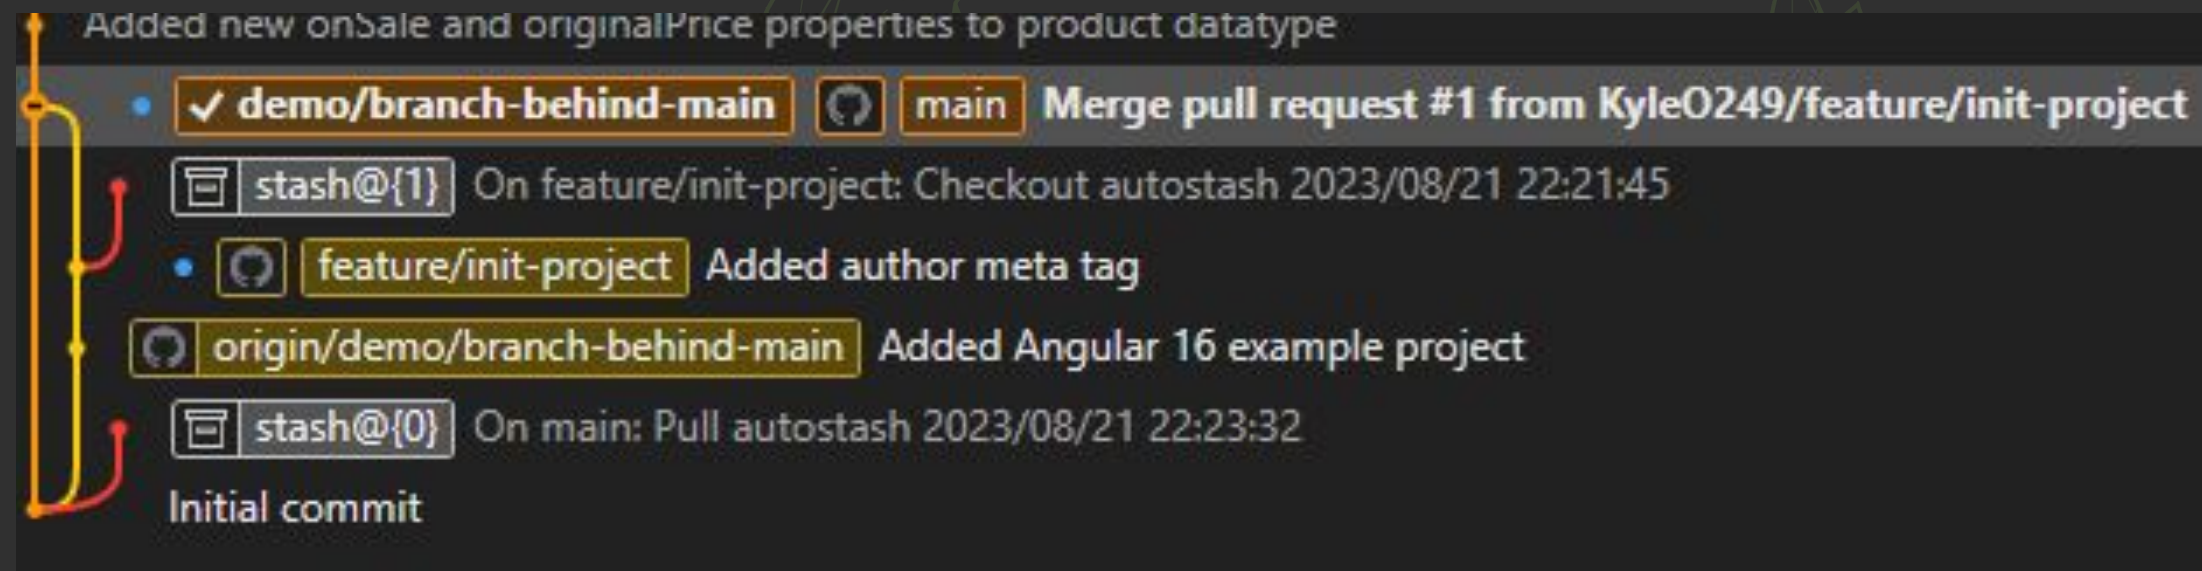 Added new onSale and originalPrice properties to product datatype
demo/branch-behind-main main Merge pull request #1 from KyleO249/feature/init-project
stash@{1} On feature/init-project: Checkout autostash 2023/08/21 22:21:45
feature/init-project Added author meta tag
origin/demo/branch-behind-main Added Angular 16 example project
stash@{0} On main: Pull autostash 2023/08/21 22:23:32
Initial commit